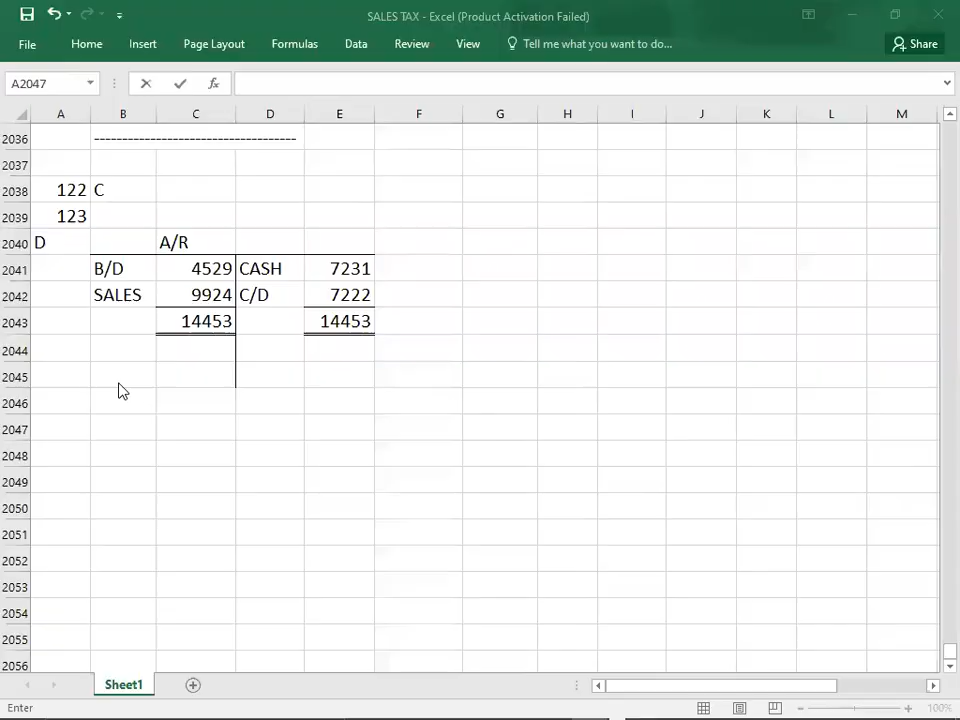 SALES TAX - Excel (Product Activation Failed)
File Home Insert Page Layout Formulas Data Review View Tell me what you want to do... Share
A2047 fx
A B C D E F G H I J K L M
2036 ------------------------------------
2037
2038 122 C
2039 123
2040 D A/R
2041 B/D 4529 CASH 7231
2042 SALES 9924 C/D 7222
2043 14453 14453
2044
2045
2046
2047
2048
2049
2050
2051
2052
2053
2054
2055
2056
Sheet1
Enter 100%